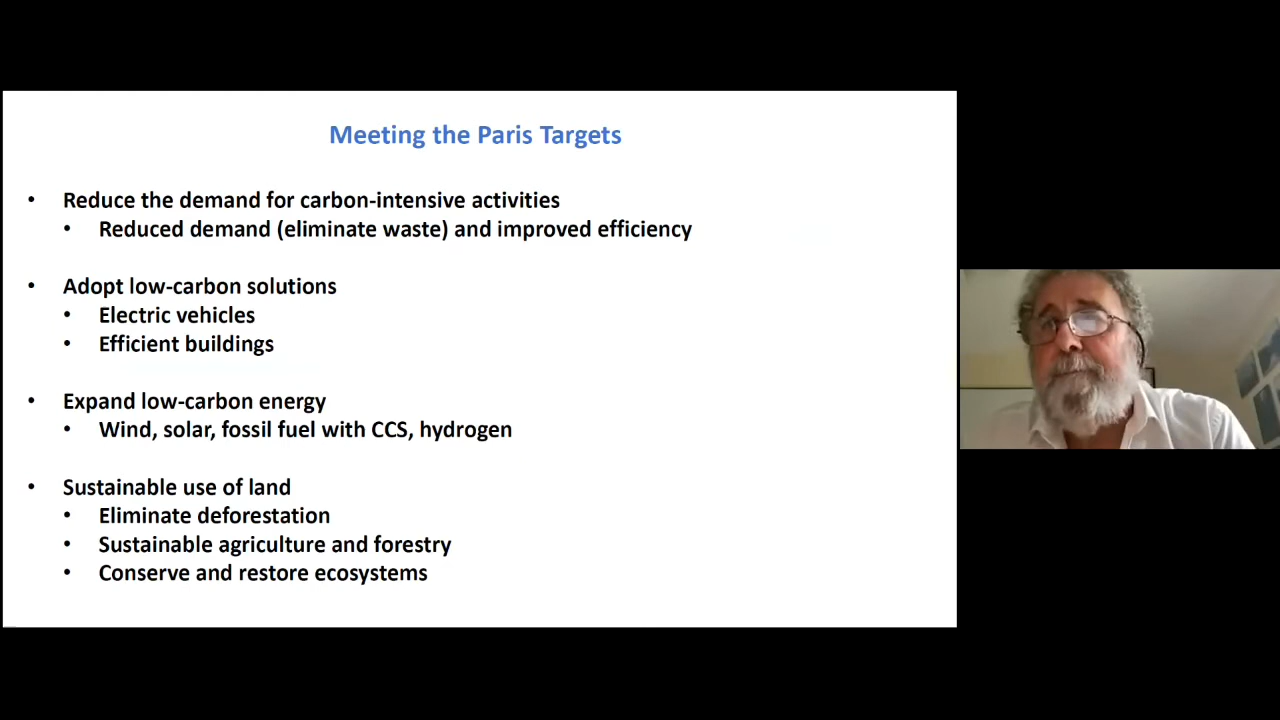 Meeting the Paris Targets
• Reduce the demand for carbon-intensive activities
• Reduced demand (eliminate waste) and improved efficiency
• Adopt low-carbon solutions
• Electric vehicles
• Efficient buildings
• Expand low-carbon energy
• Wind, solar, fossil fuel with CCS, hydrogen
• Sustainable use of land
• Eliminate deforestation
• Sustainable agriculture and forestry
• Conserve and restore ecosystems